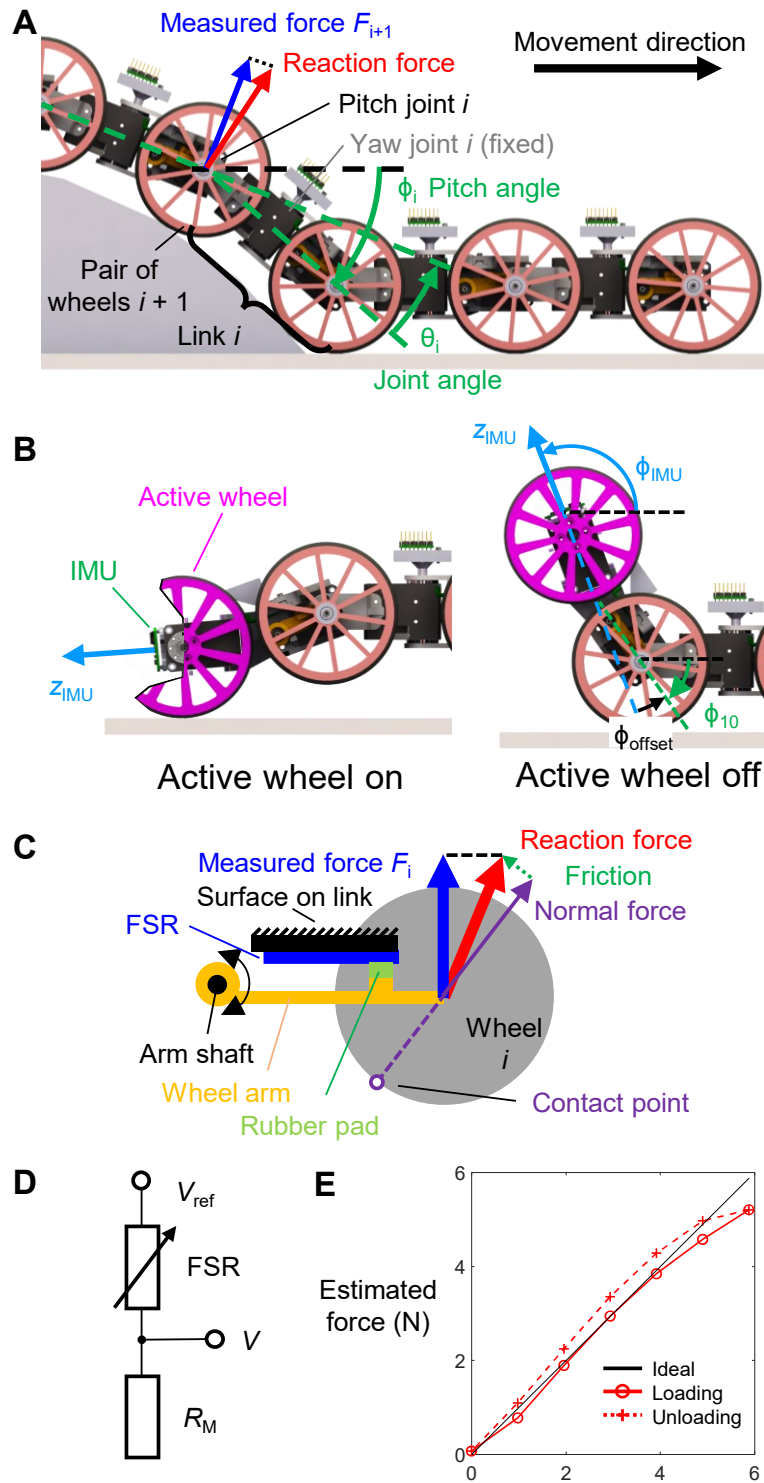 A
Measured force F_{i+1}
Reaction force
Movement direction
Pitch joint i
Yaw joint i (fixed)
ϕ_i Pitch angle
Pair of
wheels i + 1
Link i
θ_i
Joint angle
B
z_IMU
ϕ_IMU
Active wheel
IMU
z_IMU
ϕ_10
ϕ_offset
Active wheel on
Active wheel off
C
Reaction force
Measured force F_i
Friction
Surface on link
Normal force
FSR
Wheel
i
Arm shaft
Wheel arm
Contact point
Rubber pad
D
E
V_ref
FSR
V
R_M
6
4
Estimated
force (N)
2
Ideal
Loading
Unloading
0
0 2 4 6